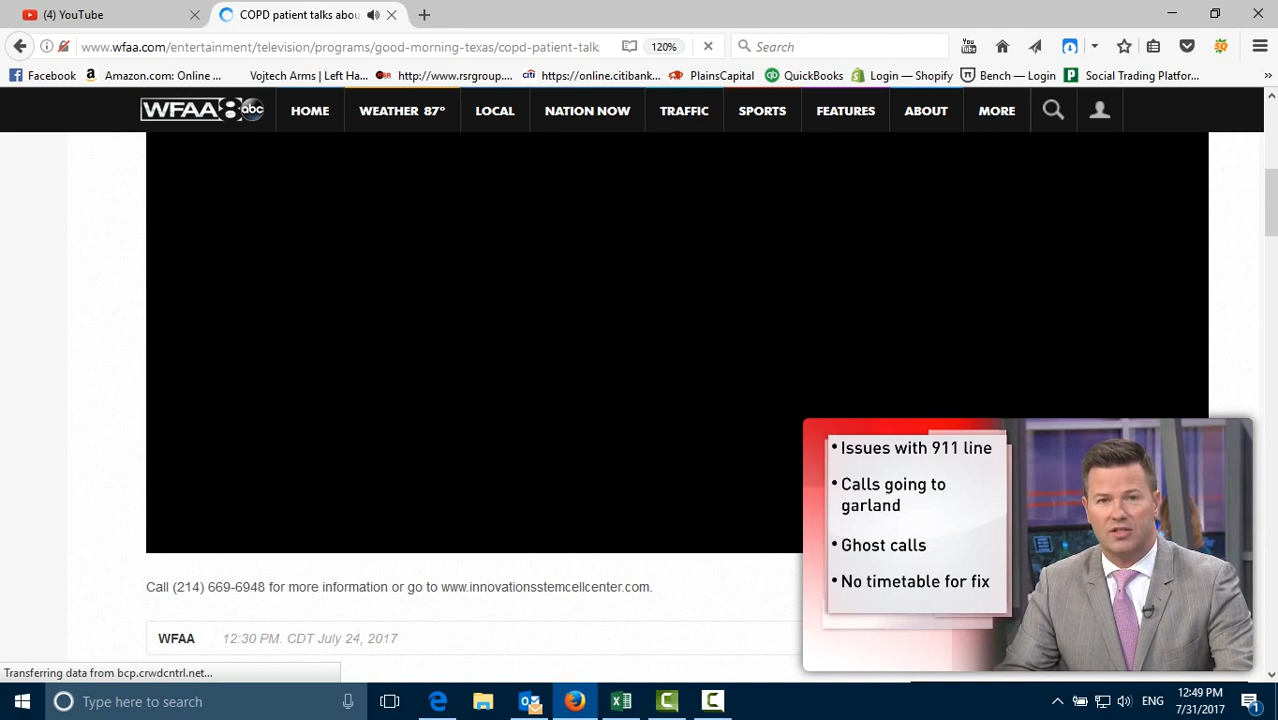 (4) YouTube
COPD patient talks abou
www.wfaa.com/entertainment/television/programs/good-morning-texas/copd-patient-talk
120%
Search
Facebook
Amazon.com: Online ...
Vojtech Arms | Left Ha...
http://www.rsrgroup....
https://online.citibank...
PlainsCapital
QuickBooks
Login — Shopify
Bench — Login
Social Trading Platfor...
WFAA 8 abc
HOME
WEATHER 87°
LOCAL
NATION NOW
TRAFFIC
SPORTS
FEATURES
ABOUT
MORE
• Issues with 911 line
• Calls going to
garland
• Ghost calls
• No timetable for fix
Call (214) 669-6948 for more information or go to www.innovationsstemcellcenter.com.
WFAA 12:30 PM. CDT July 24, 2017
Transferring data from bcp.crwdcntrl.net...
Type here to search
ENG
12:49 PM
7/31/2017